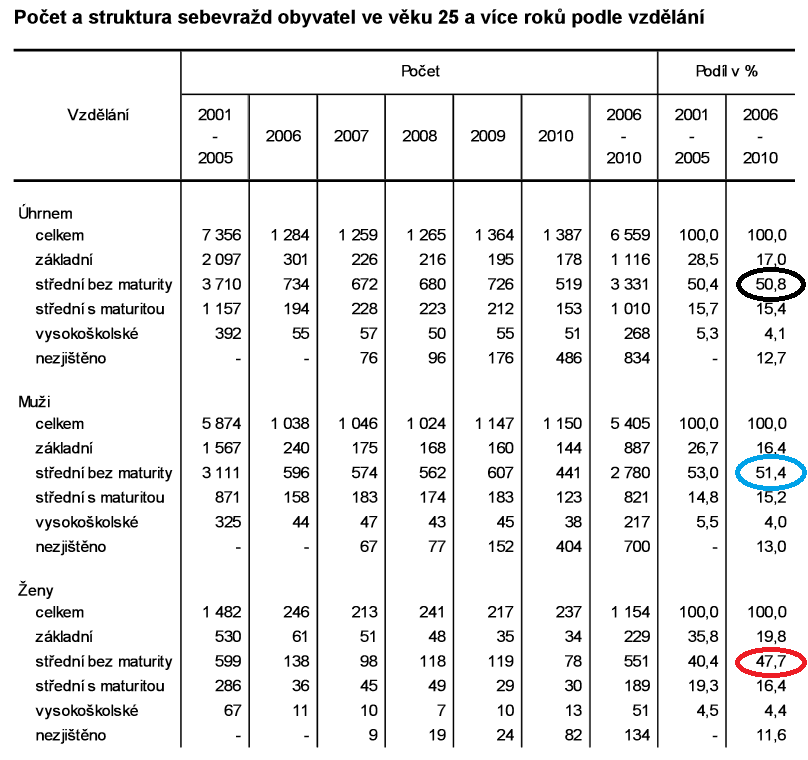 Počet a struktura sebevražd obyvatel ve věku 25 a více roků podle vzdělání
Vzdělání Počet Podíl v %
2001 - 2005 2006 2007 2008 2009 2010 2006 - 2010 2001 - 2005 2006 - 2010
Úhrnem
celkem 7 356 1 284 1 259 1 265 1 364 1 387 6 559 100,0 100,0
základní 2 097 301 226 216 195 178 1 116 28,5 17,0
střední bez maturity 3 710 734 672 680 726 519 3 331 50,4 50,8
střední s maturitou 1 157 194 228 223 212 153 1 010 15,7 15,4
vysokoškolské 392 55 57 50 55 51 268 5,3 4,1
nezjištěno - - 76 96 176 486 834 - 12,7
Muži
celkem 5 874 1 038 1 046 1 024 1 147 1 150 5 405 100,0 100,0
základní 1 567 240 175 168 160 144 887 26,7 16,4
střední bez maturity 3 111 596 574 562 607 441 2 780 53,0 51,4
střední s maturitou 871 158 183 174 183 123 821 14,8 15,2
vysokoškolské 325 44 47 43 45 38 217 5,5 4,0
nezjištěno - - 67 77 152 404 700 - 13,0
Ženy
celkem 1 482 246 213 241 217 237 1 154 100,0 100,0
základní 530 61 51 48 35 34 229 35,8 19,8
střední bez maturity 599 138 98 118 119 78 551 40,4 47,7
střední s maturitou 286 36 45 49 29 30 189 19,3 16,4
vysokoškolské 67 11 10 7 10 13 51 4,5 4,4
nezjištěno - - 9 19 24 82 134 - 11,6